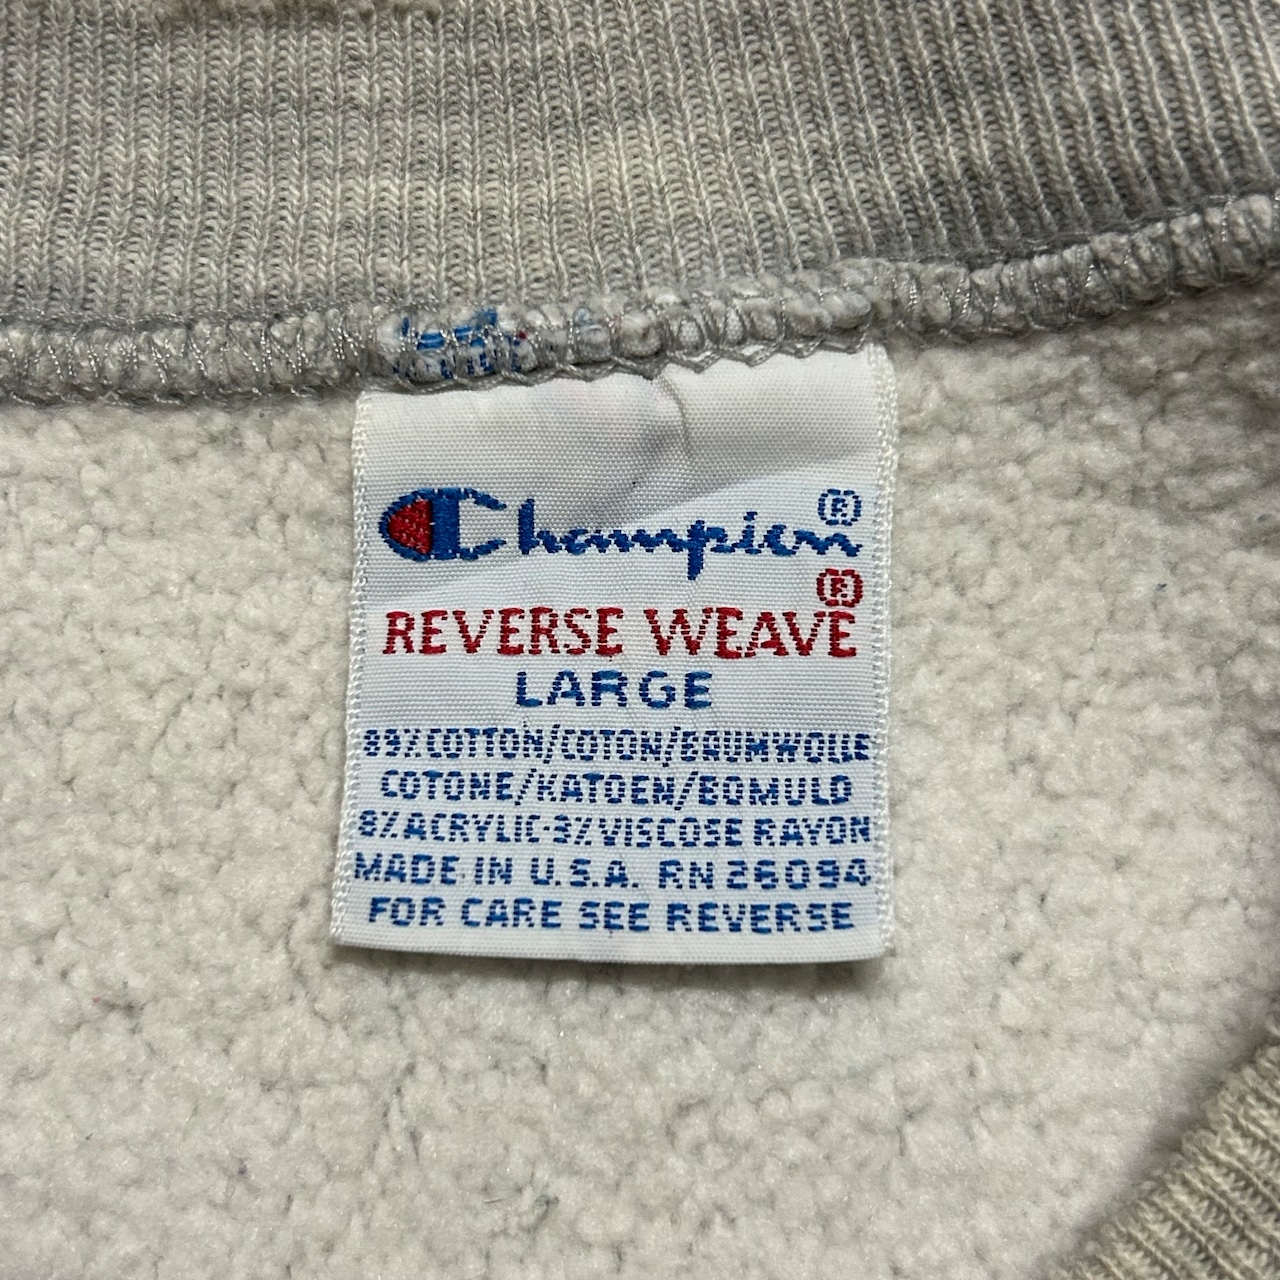 Champion®
REVERSE WEAVE®
LARGE
89%COTTON/COTON/BAUMWOLLE
COTONE/KATOEN/BOMULD
8%ACRYLIC-3%VISCOSE RAYON
MADE IN U.S.A. RN 26094
FOR CARE SEE REVERSE